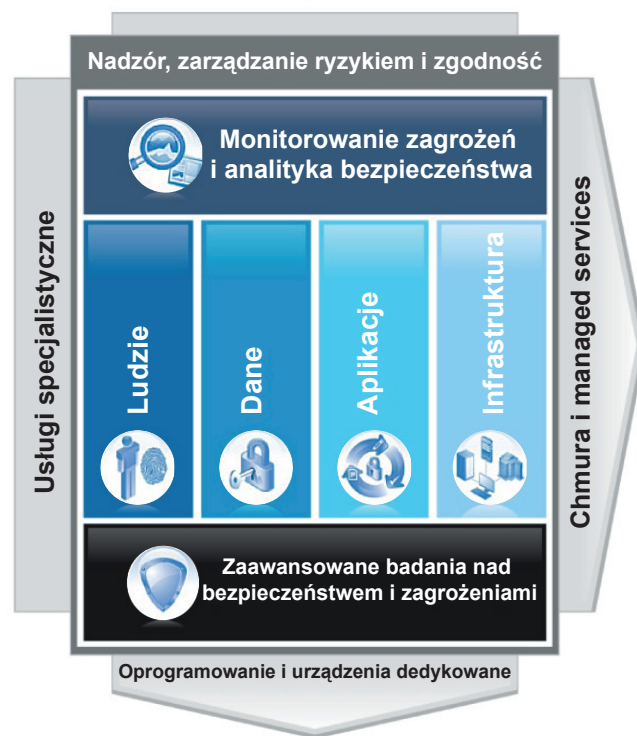 Nadzór, zarządzanie ryzykiem i zgodność
Monitorowanie zagrożeń
i analityka bezpieczeństwa
Usługi specjalistyczne
Ludzie
Dane
Aplikacje
Infrastruktura
Chmura i managed services
Zaawansowane badania nad
bezpieczeństwem i zagrożeniami
Oprogramowanie i urządzenia dedykowane